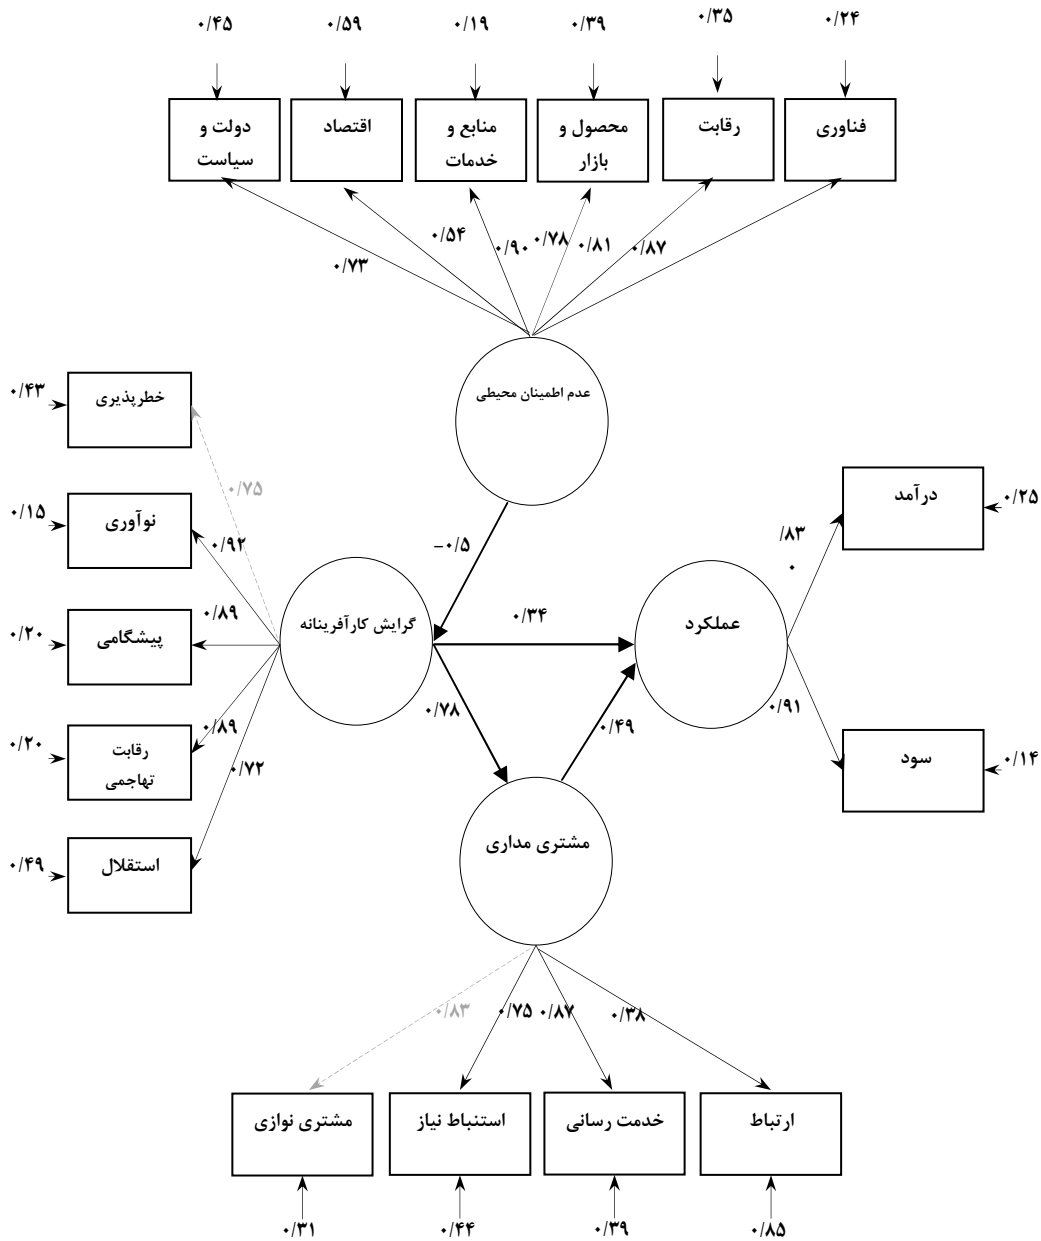 ۰/۴۵
۰/۵۹
۰/۱۹
۰/۳۹
۰/۳۵
۰/۲۴
دولت و
سیاست
اقتصاد
منابع و
خدمات
محصول و
بازار
رقابت
فناوری
۰/۷۳
۰/۵۴
۰/۹۰
۰/۷۸
۰/۸۱
۰/۸۷
عدم اطمینان محیطی
۰/۴۳
خطرپذیری
۰/۷۵
۰/۱۵
نوآوری
۰/۹۲
۰/۲۰
پیشگامی
۰/۸۹
۰/۲۰
رقابت
تهاجمی
۰/۸۹
۰/۷۲
۰/۴۹
استقلال
–۰/۵
گرایش کارآفرینانه
۰/۳۴
۰/۷۸
۰/۴۹
عملکرد
/۸۳
۰
درآمد
۰/۲۵
۰/۹۱
سود
۰/۱۴
مشتری مداری
۰/۸۳
۰/۷۵
۰/۸۷
۰/۳۸
مشتری نوازی
استنباط نیاز
خدمت رسانی
ارتباط
۰/۳۱
۰/۴۴
۰/۳۹
۰/۸۵